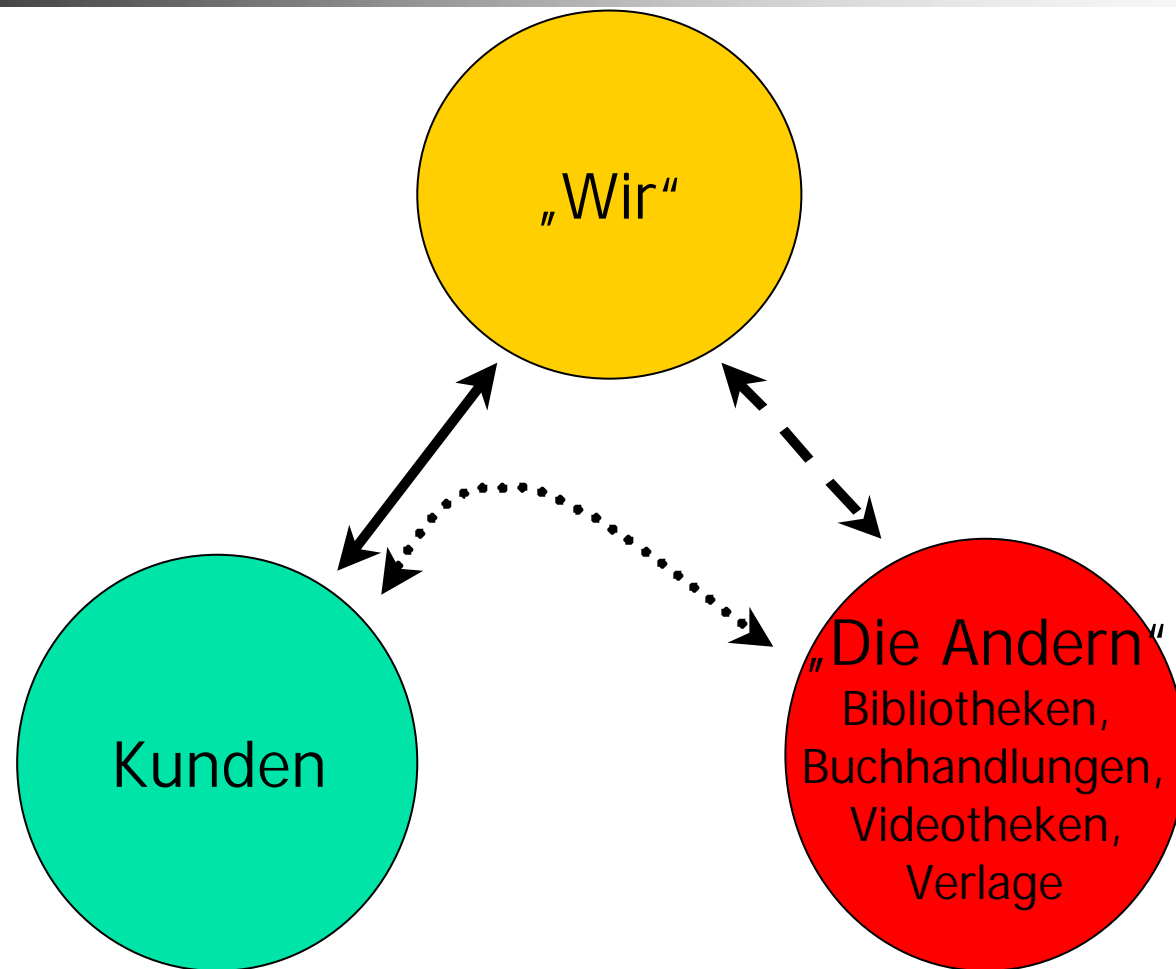 „Wir“
Kunden
„Die Andern“
Bibliotheken,
Buchhandlungen,
Videotheken,
Verlage